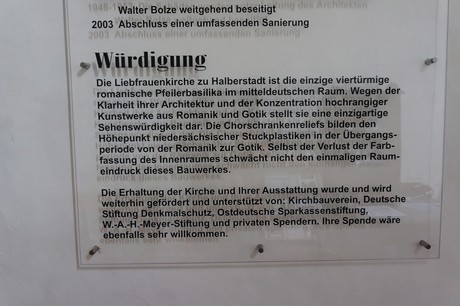 Walter Bolze weitgehend beseitigt
2003 Abschluss einer umfassenden Sanierung
Würdigung
Die Liebfrauenkirche zu Halberstadt ist die einzige viertürmige
romanische Pfeilerbasilika im mitteldeutschen Raum. Wegen der
Klarheit ihrer Architektur und der Konzentration hochrangiger
Kunstwerke aus Romanik und Gotik stellt sie eine einzigartige
Sehenswürdigkeit dar. Die Chorschrankenreliefs bilden den
Höhepunkt niedersächsischer Stuckplastiken in der Übergangs-
periode von der Romanik zur Gotik. Selbst der Verlust der Farb-
fassung des Innenraumes schwächt nicht den einmaligen Raum-
eindruck dieses Bauwerkes.
Die Erhaltung der Kirche und Ihrer Ausstattung wurde und wird
weiterhin gefördert und unterstützt von: Kirchbauverein, Deutsche
Stiftung Denkmalschutz, Ostdeutsche Sparkassenstiftung,
W.-A.-H.-Meyer-Stiftung und privaten Spendern. Ihre Spende wäre
ebenfalls sehr willkommen.